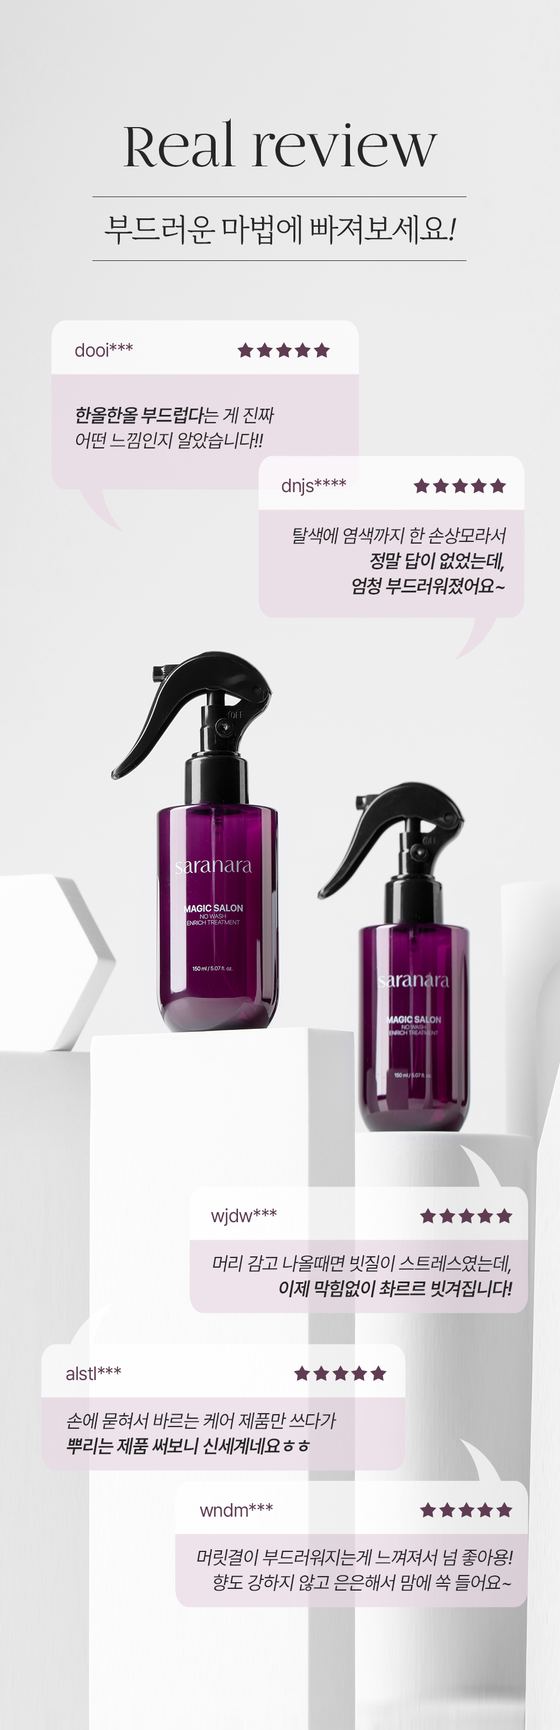 Real review
부드러운 마법에 빠져보세요!
dooi*** ★★★★★
한올한올 부드럽다는 게 진짜
어떤 느낌인지 알았습니다!!
dnjs**** ★★★★★
탈색에 염색까지 한 손상모라서
정말 답이 없었는데,
엄청 부드러워졌어요~
saranara
MAGIC SALON
NO WASH
ENRICH TREATMENT
150 ml / 5.07 fl. oz.
saranara
MAGIC SALON
NO WASH
ENRICH TREATMENT
150 ml / 5.07 fl. oz.
wjdw*** ★★★★★
머리 감고 나올때면 빗질이 스트레스였는데,
이제 막힘없이 촤르르 빗겨집니다!
alstl*** ★★★★★
손에 묻혀서 바르는 케어 제품만 쓰다가
뿌리는 제품 써보니 신세계네요ㅎㅎ
wndm*** ★★★★★
머릿결이 부드러워지는게 느껴져서 넘 좋아용!
향도 강하지 않고 은은해서 맘에 쏙 들어요~